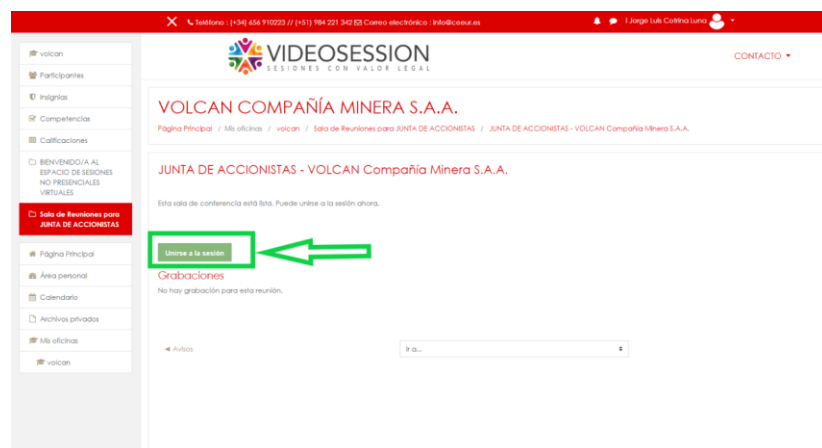 Teléfono : (+34) 656 910223 // (+51) 984 221 342 Correo electrónico : info@coeeur.es
I Jorge Luis Cotrina Luna
VIDEOSESSION
SESIONES CON VALOR LEGAL
CONTACTO
volcan
Participantes
Insignias
Competencias
Calificaciones
BIENVENIDO/A AL
ESPACIO DE SESIONES
NO PRESENCIALES
VIRTUALES
Sala de Reuniones para
JUNTA DE ACCIONISTAS
Página Principal
Área personal
Calendario
Archivos privados
Mis oficinas
volcan
VOLCAN COMPAÑÍA MINERA S.A.A.
Página Principal / Mis oficinas / volcan / Sala de Reuniones para JUNTA DE ACCIONISTAS / JUNTA DE ACCIONISTAS - VOLCAN Compañía Minera S.A.A.
JUNTA DE ACCIONISTAS - VOLCAN Compañía Minera S.A.A.
Esta sala de conferencia está lista. Puede unirse a la sesión ahora.
Unirse a la sesión
Grabaciones
No hay grabación para esta reunión.
◄ Avisos
Ir a...